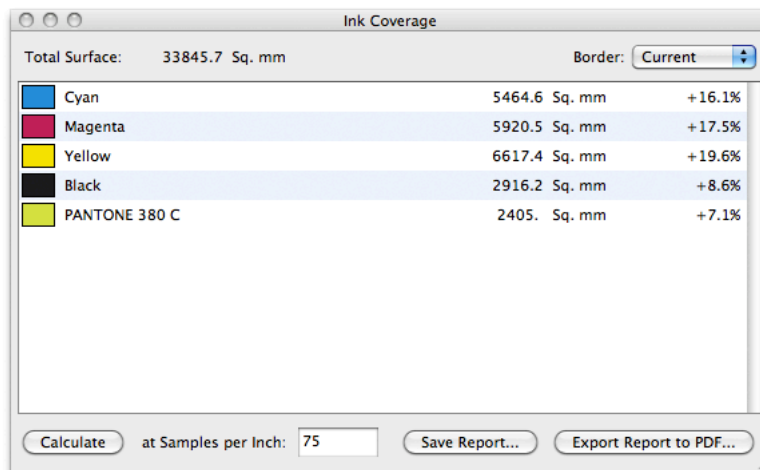 Ink Coverage
Total Surface: 33845.7 Sq. mm Border: Current
Cyan 5464.6 Sq. mm +16.1%
Magenta 5920.5 Sq. mm +17.5%
Yellow 6617.4 Sq. mm +19.6%
Black 2916.2 Sq. mm +8.6%
PANTONE 380 C 2405. Sq. mm +7.1%
Calculate at Samples per Inch: 75 Save Report... Export Report to PDF...